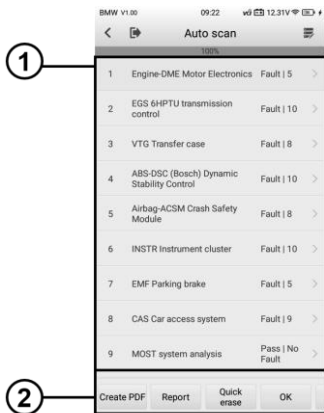 BMW V1.00 09:22 12.31V
Auto scan
100%
1 Engine-DME Motor Electronics Fault | 5
2 EGS 6HPTU transmission control Fault | 10
3 VTG Transfer case Fault | 8
4 ABS-DSC (Bosch) Dynamic Stability Control Fault | 10
5 Airbag-ACSM Crash Safety Module Fault | 8
6 INSTR Instrument cluster Fault | 10
7 EMF Parking brake Fault | 5
8 CAS Car access system Fault | 9
9 MOST system analysis Pass | No Fault
Create PDF Report Quick erase OK
1
2